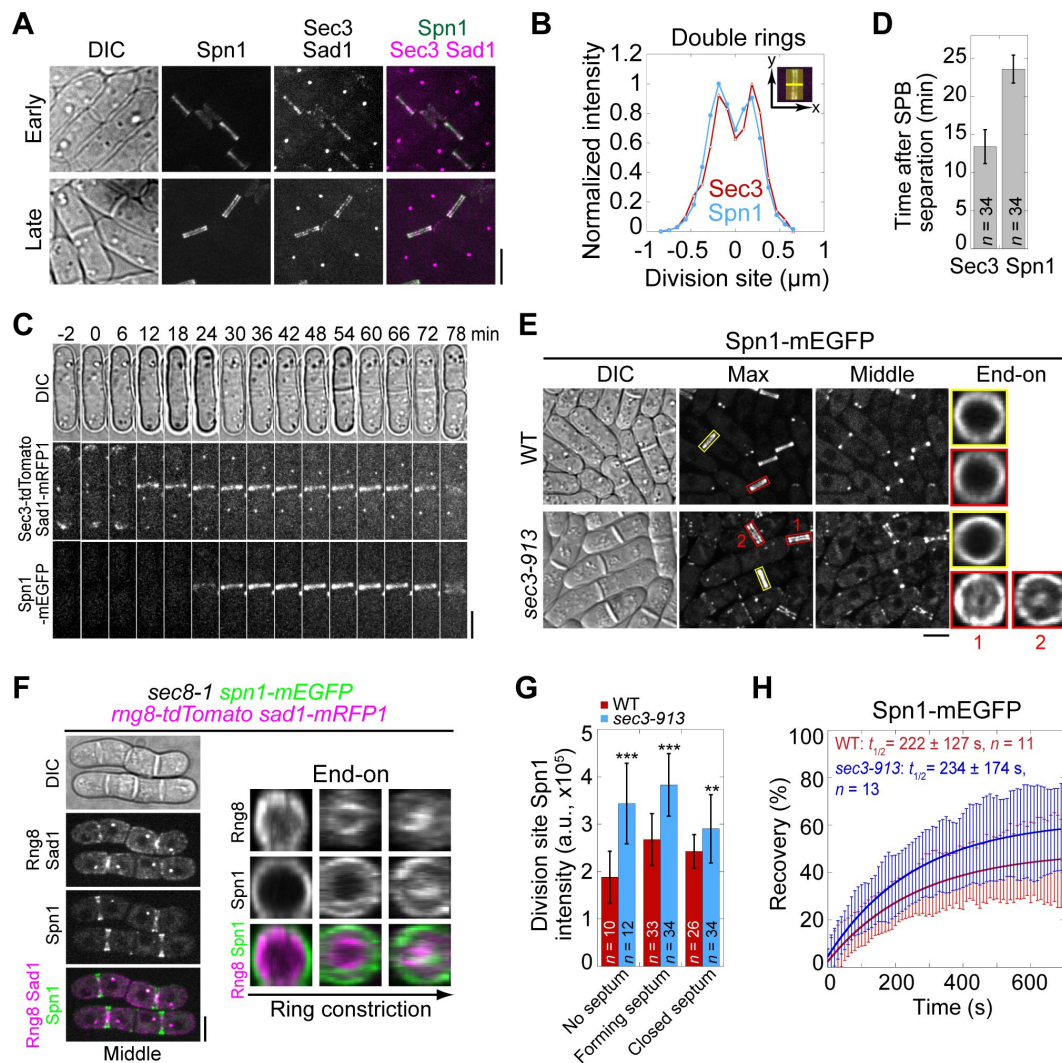 A
DIC
Spn1
Sec3
Sad1
Spn1
Sec3 Sad1
Early
Late
B
Double rings
Normalized intensity
1.2
1
0.8
0.6
0.4
0.2
0
y
x
Sec3
Spn1
-1
-0.5
0
0.5
1
Division site (µm)
D
Time after SPB
separation (min)
25
20
15
10
5
0
n = 34
n = 34
Sec3
Spn1
C
-2 0 6 12 18 24 30 36 42 48 54 60 66 72 78 min
DIC
Sec3-tdTomato
Sad1-mRFP1
Spn1
-mEGFP
E
Spn1-mEGFP
DIC
Max
Middle
End-on
WT
sec3-913
1
2
1
2
F
sec8-1 spn1-mEGFP
rng8-tdTomato sad1-mRFP1
DIC
Rng8
Sad1
Spn1
Rng8 Sad1
Spn1
Middle
End-on
Rng8
Spn1
Rng8 Spn1
Ring constriction
G
WT
sec3-913
Division site Spn1
intensity (a.u., x10⁵)
5
4
3
2
1
0
***
***
**
n = 10
n = 12
n = 33
n = 34
n = 26
n = 34
No septum
Forming septum
Closed septum
H
Spn1-mEGFP
WT: t1/2= 222 ± 127 s, n = 11
sec3-913: t1/2= 234 ± 174 s,
n = 13
Recovery (%)
100
80
60
40
20
0
0
200
400
600
Time (s)